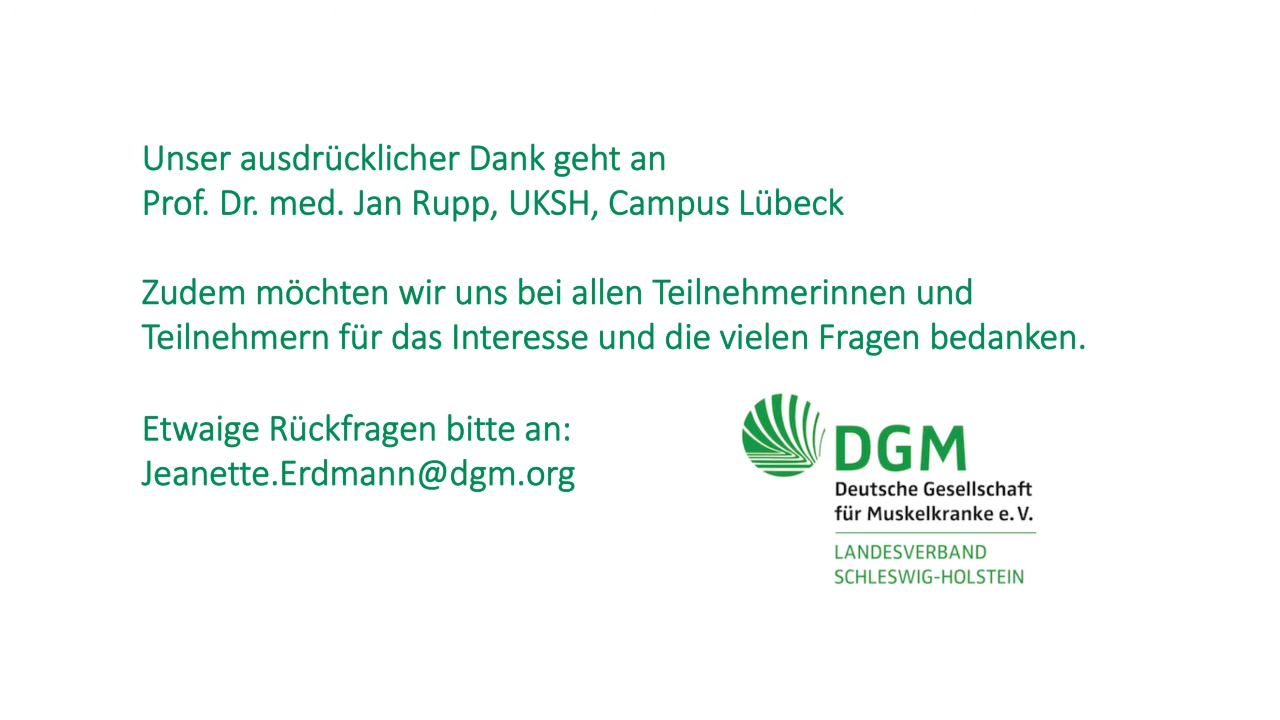 Unser ausdrücklicher Dank geht an
Prof. Dr. med. Jan Rupp, UKSH, Campus Lübeck
Zudem möchten wir uns bei allen Teilnehmerinnen und
Teilnehmern für das Interesse und die vielen Fragen bedanken.
Etwaige Rückfragen bitte an:
Jeanette.Erdmann@dgm.org
DGM
Deutsche Gesellschaft
für Muskelkranke e.V.
LANDESVERBAND
SCHLESWIG-HOLSTEIN